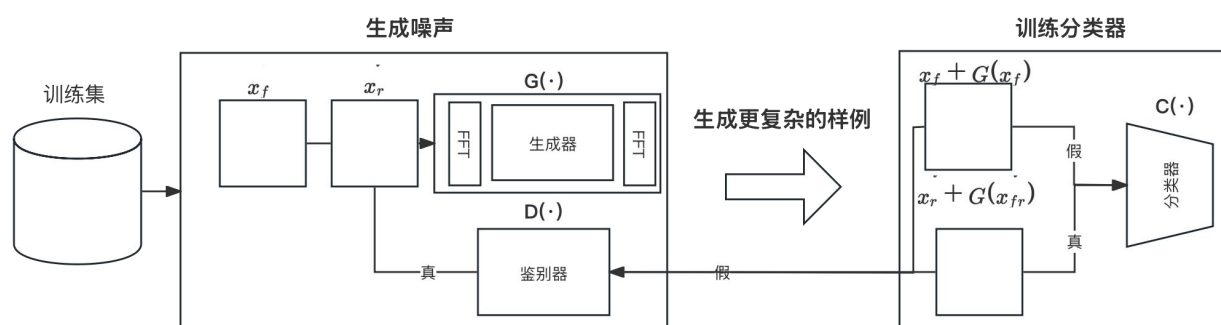 生成噪声
训练分类器
训练集
x_f
x_r
G(·)
FFT
生成器
FFT
D(·)
鉴别器
真
假
生成更复杂的样例
x_f + G(x_f)
x_r + G(x_{fr})
假
真
C(·)
分类器